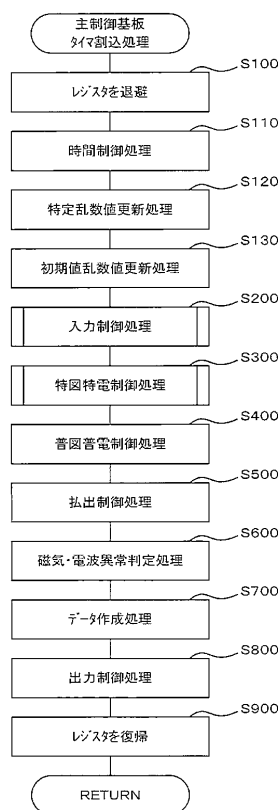 主制御基板
タイマ割込処理
S100
レジスタを退避
S110
時間制御処理
S120
特定乱数値更新処理
S130
初期値乱数値更新処理
S200
入力制御処理
S300
特図特電制御処理
S400
普図普電制御処理
S500
払出制御処理
S600
磁気・電波異常判定処理
S700
データ作成処理
S800
出力制御処理
S900
レジスタを復帰
RETURN